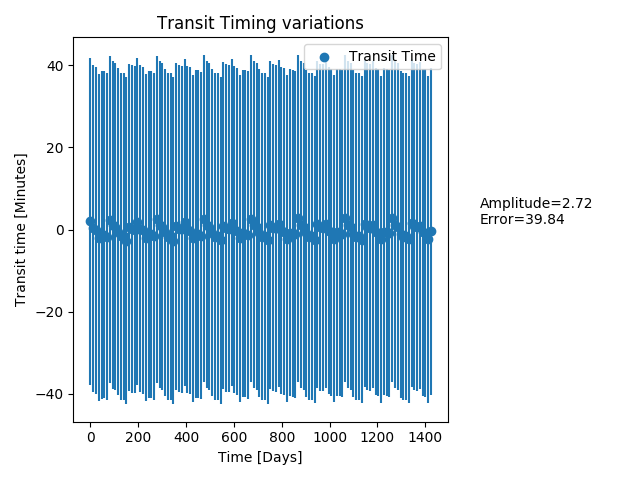 Transit Timing variations
Transit Time
Transit time [Minutes]
40
20
0
−20
−40
0 200 400 600 800 1000 1200 1400
Time [Days]
Amplitude=2.72
Error=39.84